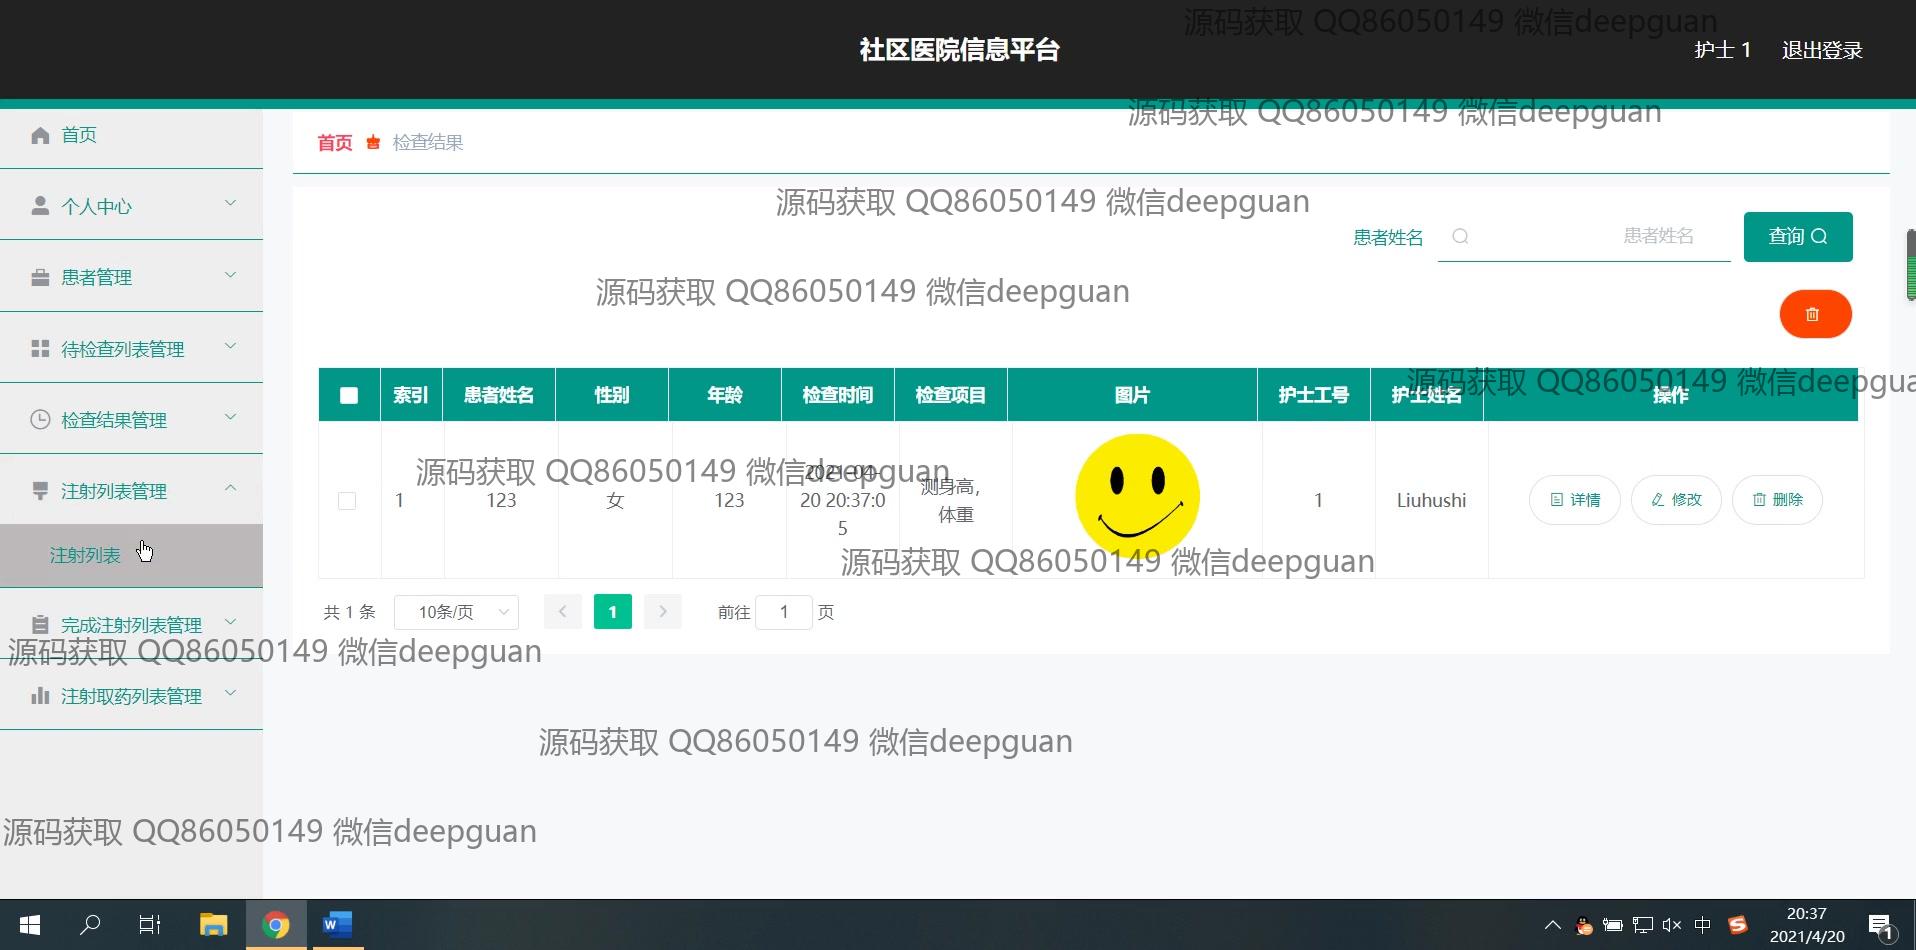 源码获取 QQ86050149 微信deepguan
社区医院信息平台
护士 1 退出登录
源码获取 QQ86050149 微信deepguan
首页
首页 检查结果
个人中心
源码获取 QQ86050149 微信deepguan
患者姓名 患者姓名 查询
患者管理
源码获取 QQ86050149 微信deepguan
待检查列表管理
源码获取 QQ86050149 微信deepgua
索引 患者姓名 性别 年龄 检查时间 检查项目 图片 护士工号 护士姓名 操作
检查结果管理
源码获取 QQ86050149 微信deepguan
注射列表管理
1 123 女 123 2021-04-20 20:37:05 测身高，体重 1 Liuhushi 详情 修改 删除
注射列表
源码获取 QQ86050149 微信deepguan
共 1 条 10条/页 1 前往 1 页
完成注射列表管理
源码获取 QQ86050149 微信deepguan
注射取药列表管理
源码获取 QQ86050149 微信deepguan
源码获取 QQ86050149 微信deepguan
中 20:37
2021/4/20 1